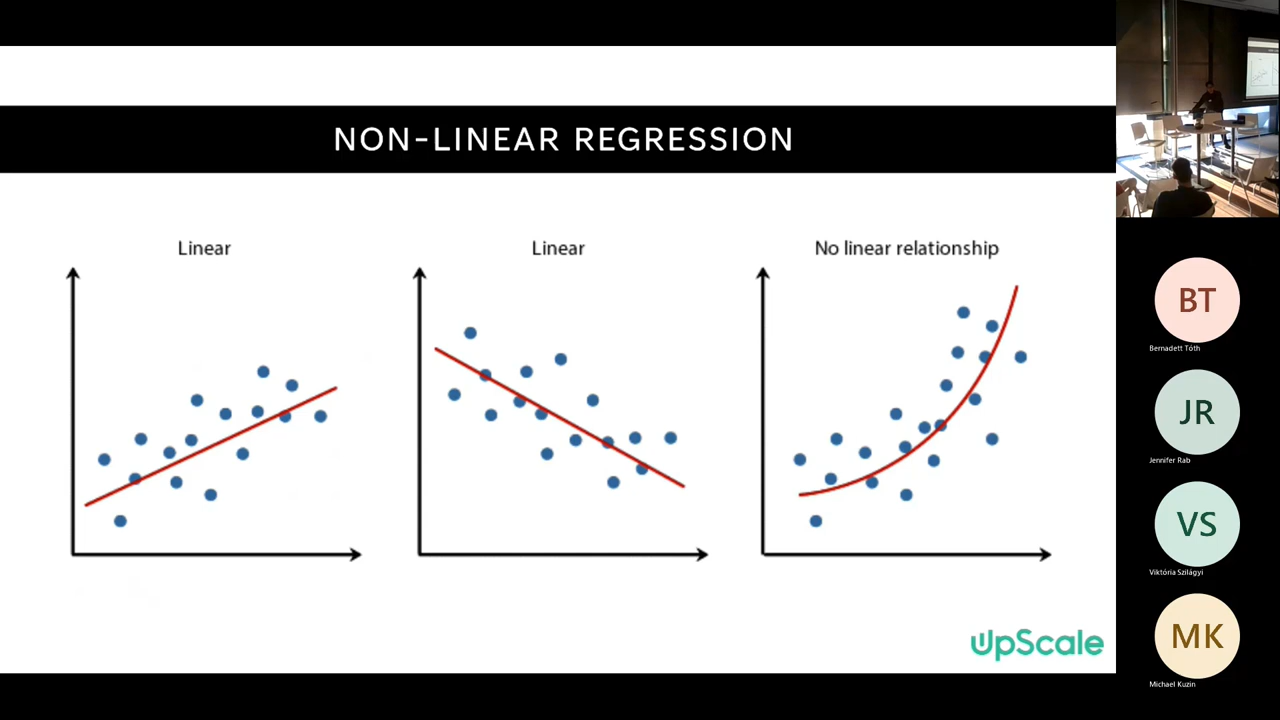 NON-LINEAR REGRESSION
Linear
Linear
No linear relationship
UpScale
BT
Bernadett Tóth
JR
Jennifer Rab
VS
Viktória Szilágyi
MK
Michael Kuzin